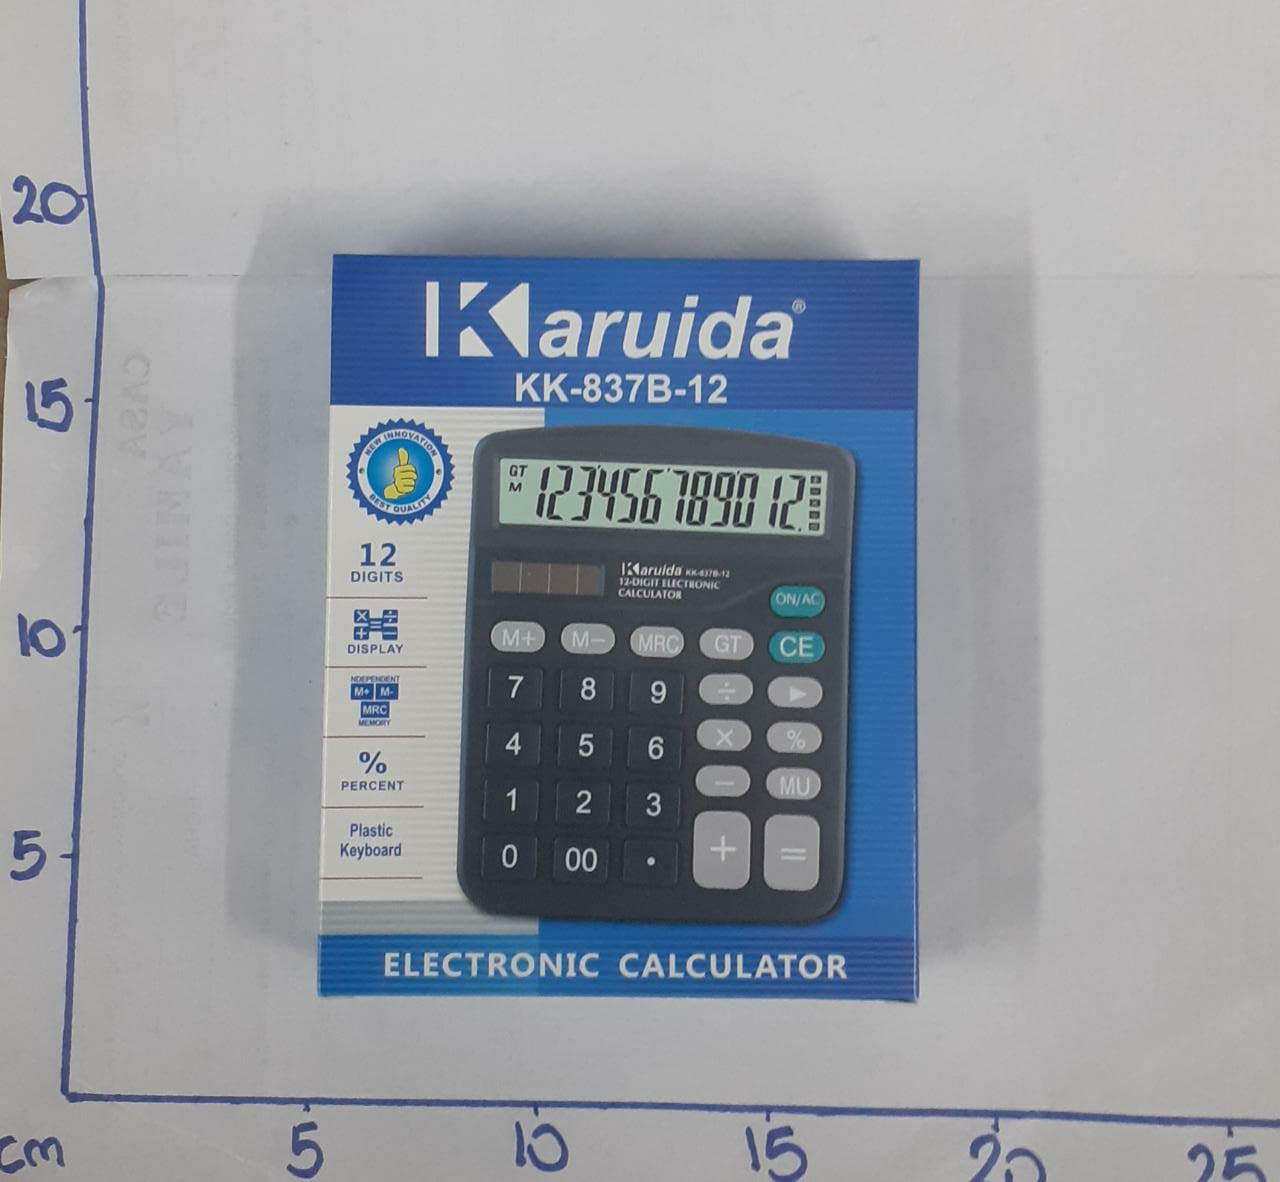 20
15
10
5
cm
5
10
15
20
25
Karuida®
KK-837B-12
NEW INNOVATION
BEST QUALITY
12
DIGITS
DISPLAY
INDEPENDENT
M+ M-
MRC
MEMORY
%
PERCENT
Plastic
Keyboard
GT
M
123456789012.
Karuida KK-837B-12
12-DIGIT ELECTRONIC
CALCULATOR
ON/AC
M+ M− MRC GT CE
7 8 9 ÷ ▶
4 5 6 × %
1 2 3 − MU
0 00 . + =
ELECTRONIC CALCULATOR
CASA